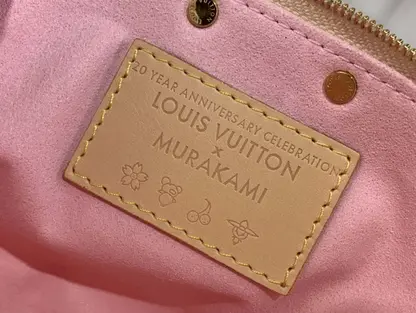 20 YEAR ANNIVERSARY CELEBRATION
LOUIS VUITTON
×
MURAKAMI